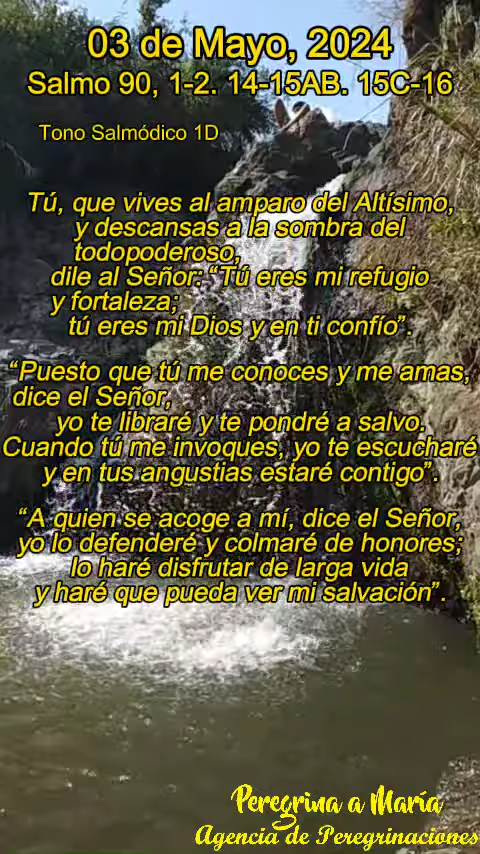 03 de Mayo, 2024
Salmo 90, 1-2. 14-15AB. 15C-16
Tono Salmódico 1D
Tú, que vives al amparo del Altísimo,
y descansas a la sombra del
todopoderoso,
dile al Señor: “Tú eres mi refugio
y fortaleza;
tú eres mi Dios y en ti confío”.
“Puesto que tú me conoces y me amas,
dice el Señor,
yo te libraré y te pondré a salvo.
Cuando tú me invoques, yo te escucharé
y en tus angustias estaré contigo”.
“A quien se acoge a mí, dice el Señor,
yo lo defenderé y colmaré de honores;
lo haré disfrutar de larga vida
y haré que pueda ver mi salvación”.
Peregrina a María
Agencia de Peregrinaciones